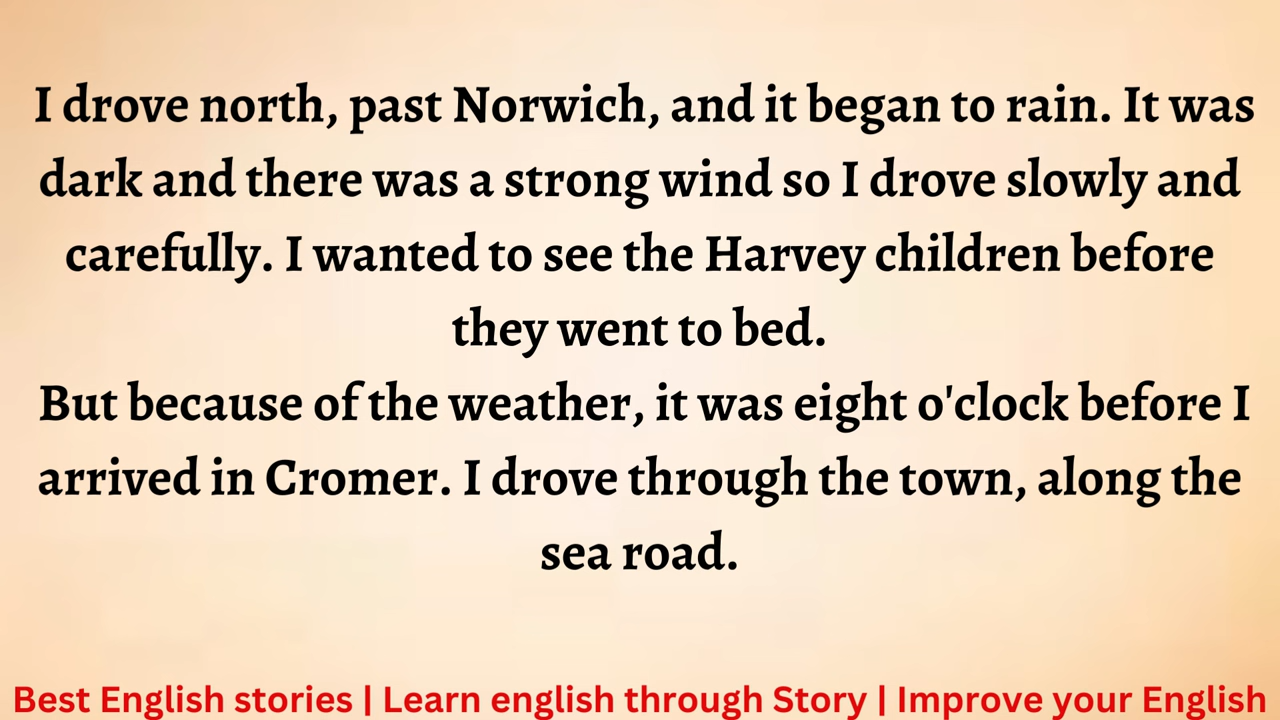 I drove north, past Norwich, and it began to rain. It was
dark and there was a strong wind so I drove slowly and
carefully. I wanted to see the Harvey children before
they went to bed.
But because of the weather, it was eight o'clock before I
arrived in Cromer. I drove through the town, along the
sea road.
Best English stories | Learn english through Story | Improve your English